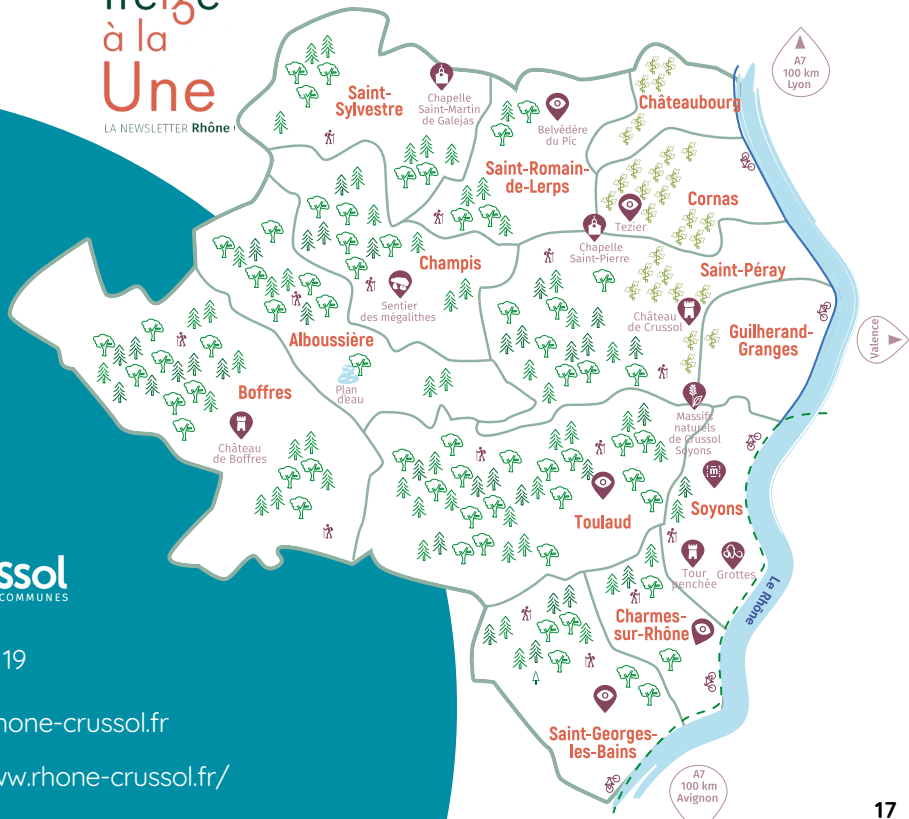 à la
Une
LA NEWSLETTER Rhône
A7
100 km
Lyon
Saint-
Sylvestre
Chapelle
Saint-Martin
de Galejas
Belvédère
du Pic
Châteaubourg
Saint-Romain-
de-Lerps
Cornas
Tezier
Chapelle
Saint-Pierre
Champis
Saint-Péray
Sentier
des mégalithes
Château
de Crussol
Guilherand-
Granges
Valence
Alboussière
Plan
d'eau
Boffres
Château
de Boffres
Massifs
naturels
de Crussol
Soyons
Toulaud
Soyons
Tour
penchée
Grottes
Le Rhône
Charmes-
sur-Rhône
Saint-Georges-
les-Bains
A7
100 km
Avignon
ssol
COMMUNES
19
hone-crussol.fr
ww.rhone-crussol.fr/
17